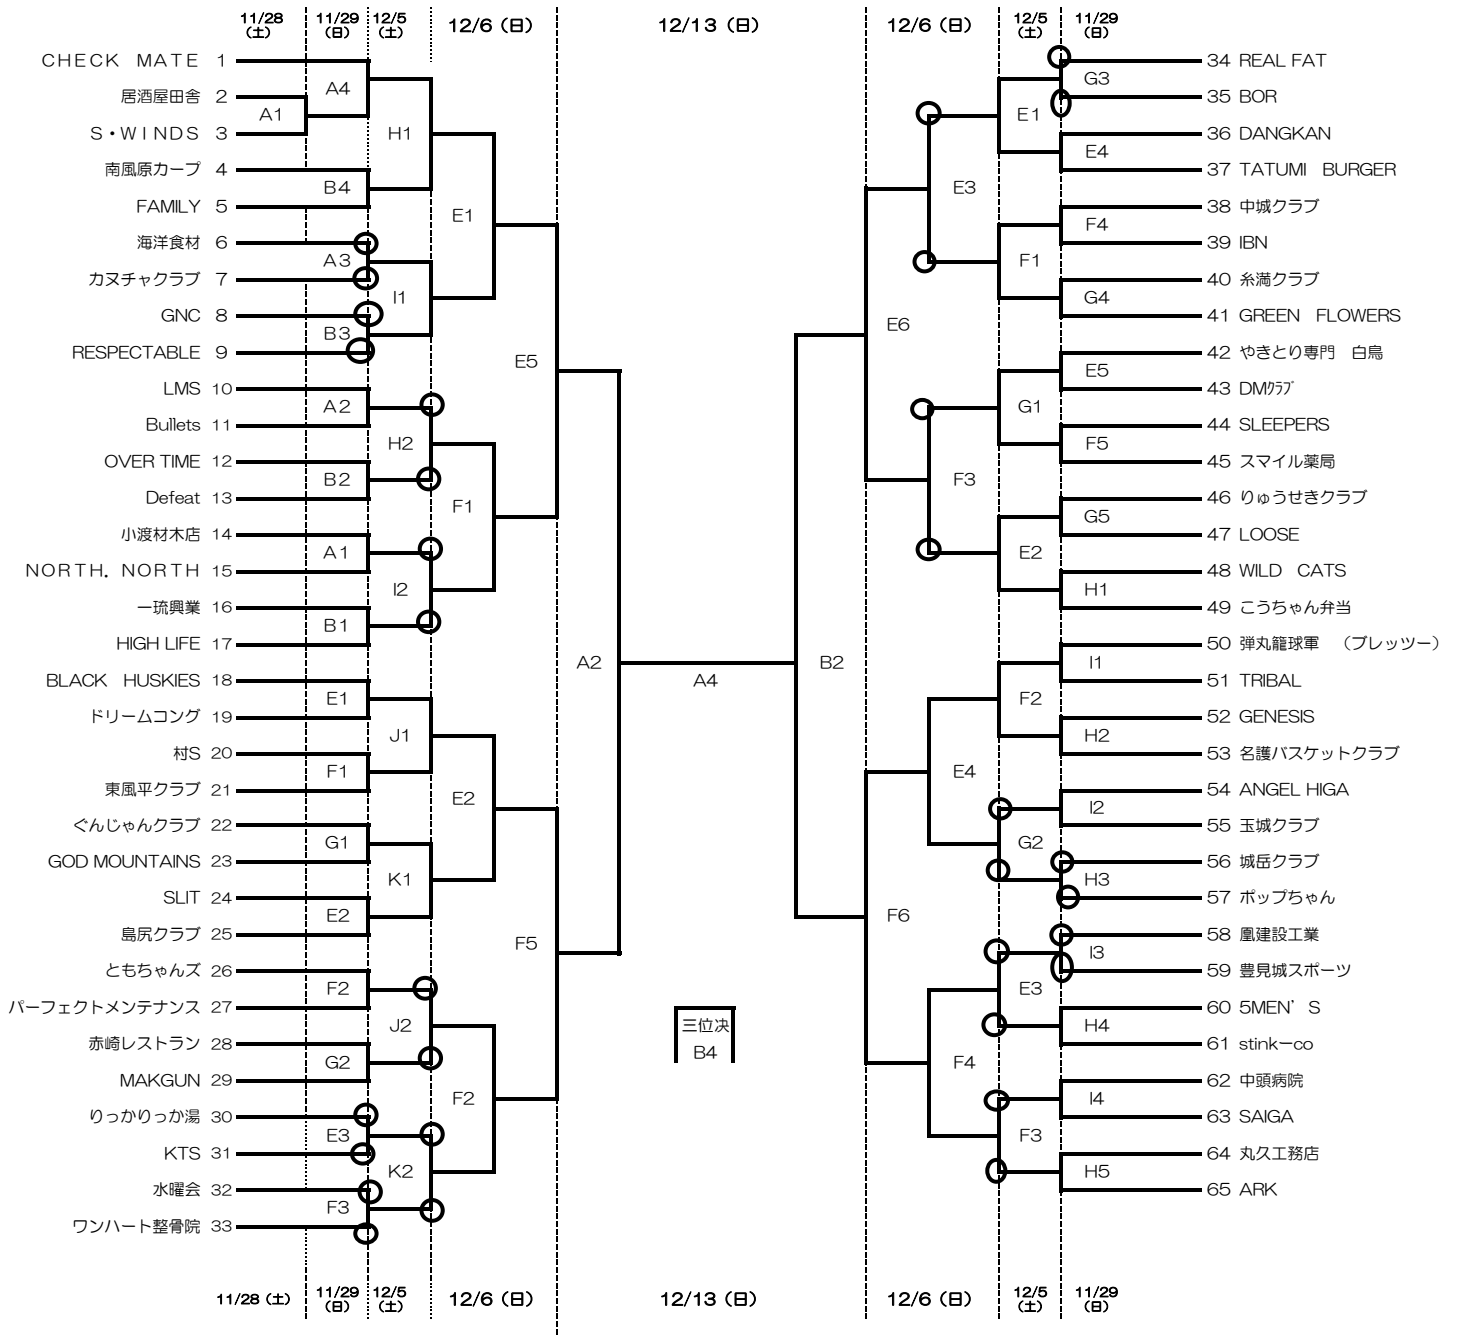 11/28
（土）
11/29
（日）
12/5
（土）
12/6（日）
12/13（日）
12/6（日）
12/5
（土）
11/29
（日）
CHECK　MATE 1
居酒屋田舎 2
S・WINDS 3
南風原カープ 4
FAMILY 5
海洋食材 6
カヌチャクラブ 7
GNC 8
RESPECTABLE 9
LMS 10
Bullets 11
OVER TIME 12
Defeat 13
小渡材木店 14
NORTH．NORTH 15
一琉興業 16
HIGH LIFE 17
BLACK　HUSKIES 18
ドリームコング 19
村S 20
東風平クラブ 21
ぐんじゃんクラブ 22
GOD MOUNTAINS 23
SLIT 24
島尻クラブ 25
ともちゃんズ 26
パーフェクトメンテナンス 27
赤崎レストラン 28
MAKGUN 29
りっかりっか湯 30
KTS 31
水曜会 32
ワンハート整骨院 33
A1
A4
B4
A3
B3
A2
B2
A1
B1
E1
F1
G1
E2
F2
G2
E3
F3
H1
I1
H2
I2
J1
K1
J2
K2
E1
F1
E2
F2
E5
F5
A2
A4
三位決
B4
B2
E6
F6
E3
F3
E4
F4
E1
F1
G1
E2
F2
G2
E3
F3
G3
E4
F4
G4
E5
F5
G5
H1
I1
H2
I2
H3
I3
H4
I4
H5
34 REAL FAT
35 BOR
36 DANGKAN
37 TATUMI　BURGER
38 中城クラブ
39 IBN
40 糸満クラブ
41 GREEN　FLOWERS
42 やきとり専門　白鳥
43 DMｸﾗﾌﾞ
44 SLEEPERS
45 スマイル薬局
46 りゅうせきクラブ
47 LOOSE
48 WILD　CATS
49 こうちゃん弁当
50 弾丸籠球軍　（ブレッツー）
51 TRIBAL
52 GENESIS
53 名護バスケットクラブ
54 ANGEL HIGA
55 玉城クラブ
56 城岳クラブ
57 ポップちゃん
58 凰建設工業
59 豊見城スポーツ
60 5MEN’S
61 stinkーco
62 中頭病院
63 SAIGA
64 丸久工務店
65 ARK
11/28（土）
11/29
（日）
12/5
（土）
12/6（日）
12/13（日）
12/6（日）
12/5
（土）
11/29
（日）